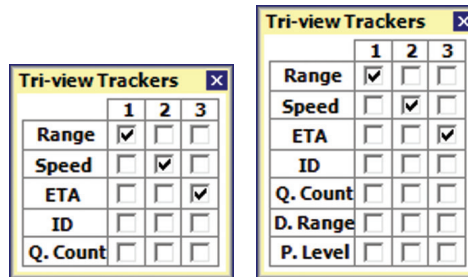 Tri-view Trackers
1 2 3
Range
Speed
ETA
ID
Q. Count
Tri-view Trackers
1 2 3
Range
Speed
ETA
ID
Q. Count
D. Range
P. Level